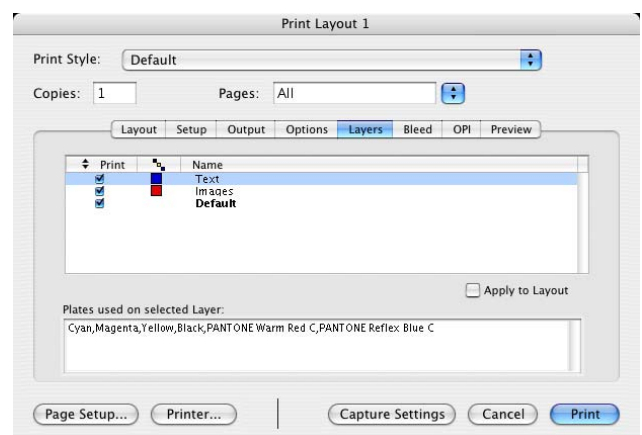 Print Layout 1
Print Style: Default
Copies: 1 Pages: All
Layout Setup Output Options Layers Bleed OPI Preview
Print Name
Text
Images
Default
Apply to Layout
Plates used on selected Layer:
Cyan,Magenta,Yellow,Black,PANTONE Warm Red C,PANTONE Reflex Blue C
Page Setup... Printer... Capture Settings Cancel Print